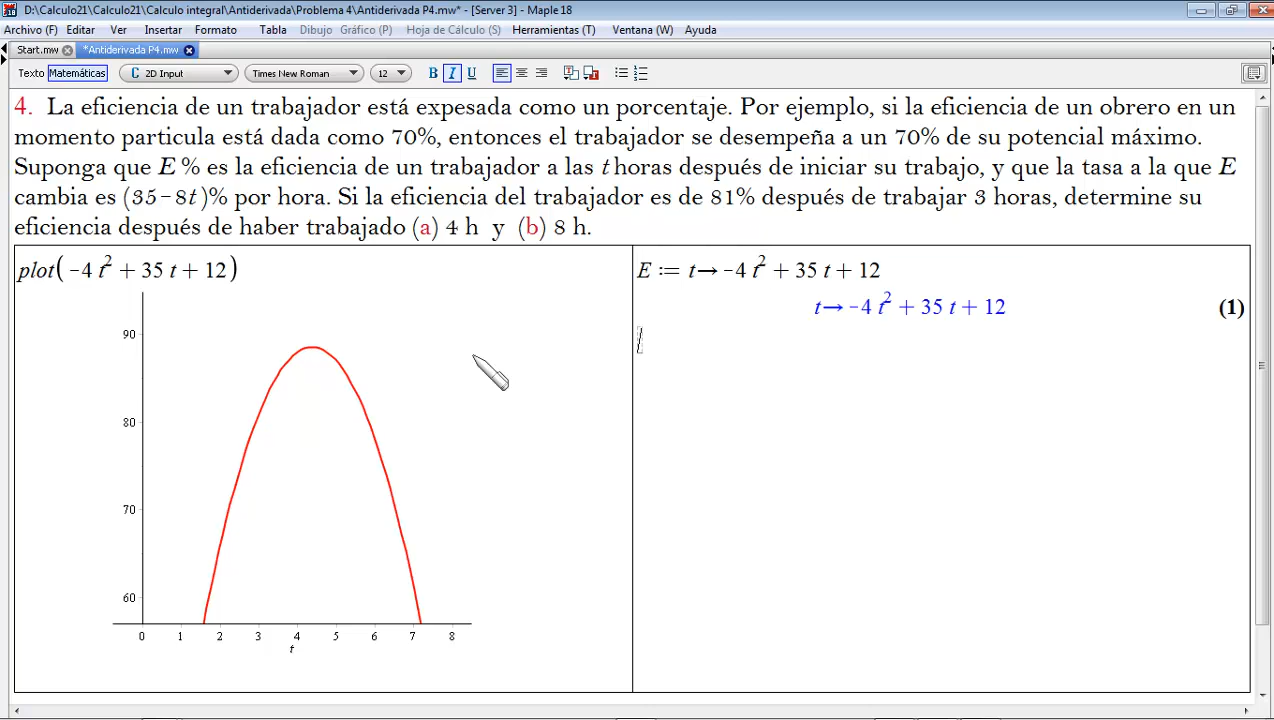 D:\Calculo21\Calculo21\Calculo integral\Antiderivada\Problema 4\Antiderivada P4.mw* - [Server 3] - Maple 18
Archivo (F) Editar Ver Insertar Formato Tabla Dibujo Gráfico (P) Hoja de Cálculo (S) Herramientas (T) Ventana (W) Ayuda
Start.mw *Antiderivada P4.mw
Texto Matemáticas C 2D Input Times New Roman 12 B I U
4. La eficiencia de un trabajador está expesada como un porcentaje. Por ejemplo, si la eficiencia de un obrero en un
momento particula está dada como 70%, entonces el trabajador se desempeña a un 70% de su potencial máximo.
Suponga que E % es la eficiencia de un trabajador a las t horas después de iniciar su trabajo, y que la tasa a la que E
cambia es (35−8t)% por hora. Si la eficiencia del trabajador es de 81% después de trabajar 3 horas, determine su
eficiencia después de haber trabajado (a) 4 h y (b) 8 h.
plot(−4 t² + 35 t + 12)
90
80
70
60
0 1 2 3 4 5 6 7 8
t
E := t→ −4 t² + 35 t + 12
t→ −4 t² + 35 t + 12 (1)